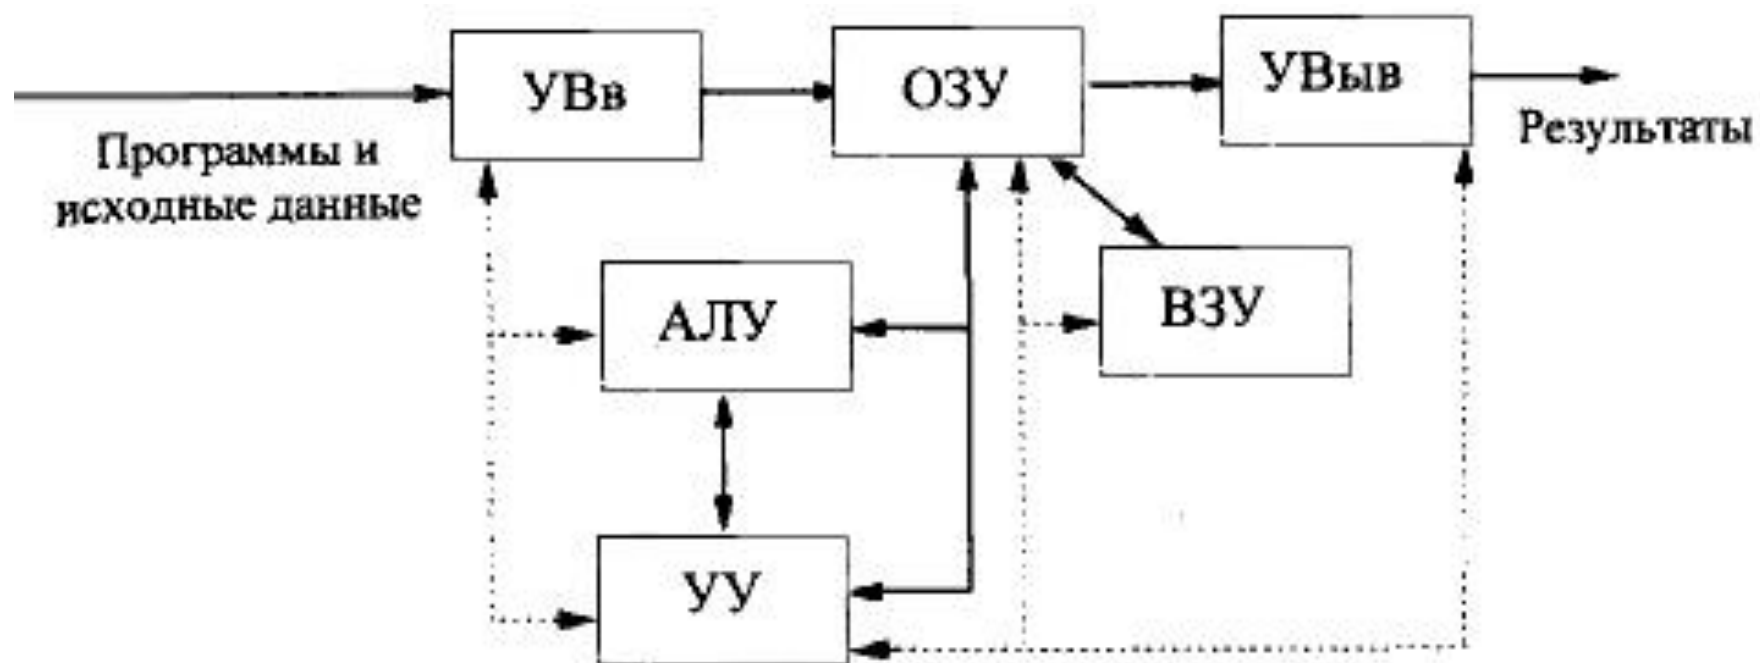 УВв
ОЗУ
УВыв
Программы и
исходные данные
Результаты
АЛУ
ВЗУ
УУ